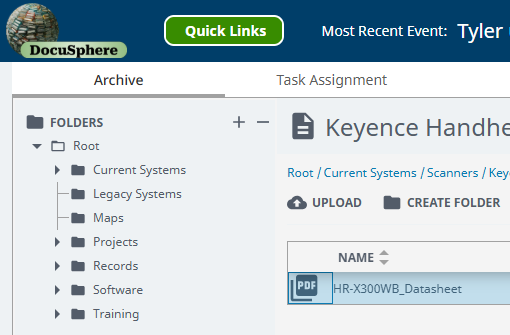 DocuSphere
Quick Links
Most Recent Event: Tyler
Archive
Task Assignment
FOLDERS
Root
Current Systems
Legacy Systems
Maps
Projects
Records
Software
Training
Keyence Handhe
Root / Current Systems / Scanners / Key
UPLOAD
CREATE FOLDER
NAME
PDF
HR-X300WB_Datasheet